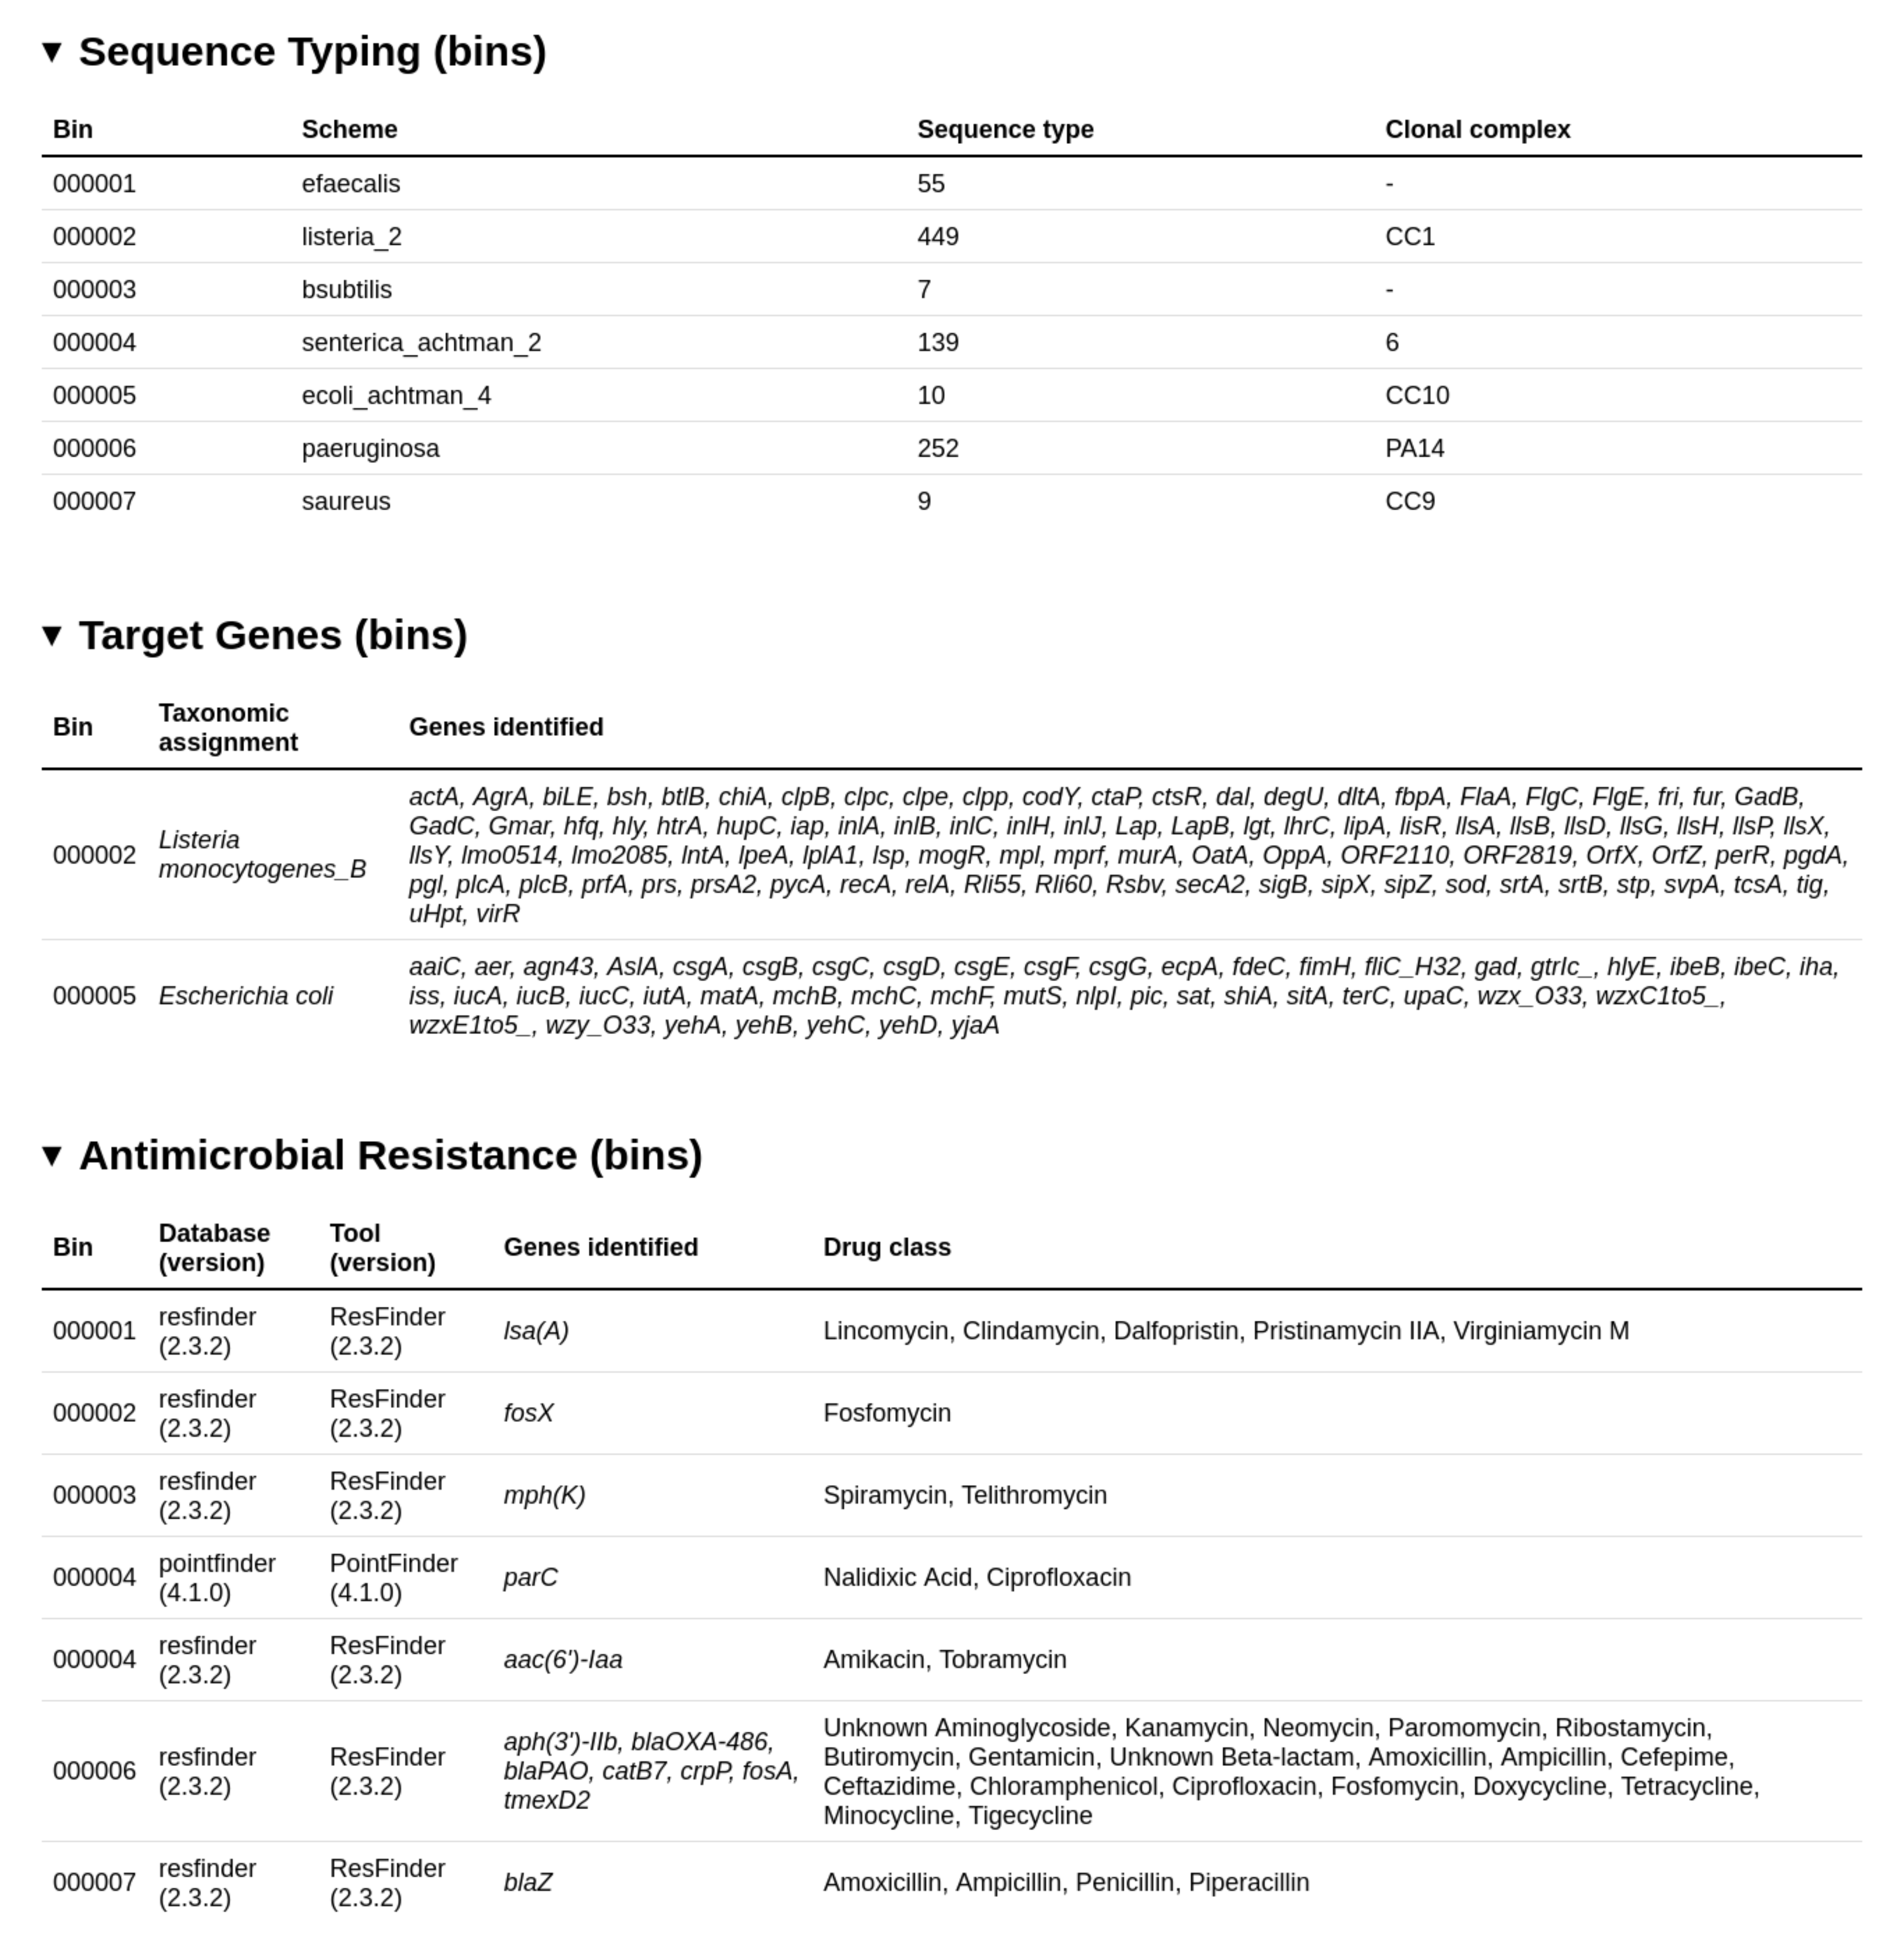 ▼ Sequence Typing (bins)
Bin Scheme Sequence type Clonal complex
000001 efaecalis 55 -
000002 listeria_2 449 CC1
000003 bsubtilis 7 -
000004 senterica_achtman_2 139 6
000005 ecoli_achtman_4 10 CC10
000006 paeruginosa 252 PA14
000007 saureus 9 CC9
▼ Target Genes (bins)
Bin
Taxonomic
assignment
Genes identified
000002
Listeria
monocytogenes_B
actA, AgrA, biLE, bsh, btlB, chiA, clpB, clpc, clpe, clpp, codY, ctaP, ctsR, dal, degU, dltA, fbpA, FlaA, FlgC, FlgE, fri, fur, GadB,
GadC, Gmar, hfq, hly, htrA, hupC, iap, inlA, inlB, inlC, inlH, inlJ, Lap, LapB, lgt, lhrC, lipA, lisR, llsA, llsB, llsD, llsG, llsH, llsP, llsX,
llsY, lmo0514, lmo2085, lntA, lpeA, lplA1, lsp, mogR, mpl, mprf, murA, OatA, OppA, ORF2110, ORF2819, OrfX, OrfZ, perR, pgdA,
pgl, plcA, plcB, prfA, prs, prsA2, pycA, recA, relA, Rli55, Rli60, Rsbv, secA2, sigB, sipX, sipZ, sod, srtA, srtB, stp, svpA, tcsA, tig,
uHpt, virR
000005
Escherichia coli
aaiC, aer, agn43, AslA, csgA, csgB, csgC, csgD, csgE, csgF, csgG, ecpA, fdeC, fimH, fliC_H32, gad, gtrIc_, hlyE, ibeB, ibeC, iha,
iss, iucA, iucB, iucC, iutA, matA, mchB, mchC, mchF, mutS, nlpI, pic, sat, shiA, sitA, terC, upaC, wzx_O33, wzxC1to5_,
wzxE1to5_, wzy_O33, yehA, yehB, yehC, yehD, yjaA
▼ Antimicrobial Resistance (bins)
Bin
Database
(version)
Tool
(version)
Genes identified
Drug class
000001
resfinder
(2.3.2)
ResFinder
(2.3.2)
lsa(A)
Lincomycin, Clindamycin, Dalfopristin, Pristinamycin IIA, Virginiamycin M
000002
resfinder
(2.3.2)
ResFinder
(2.3.2)
fosX
Fosfomycin
000003
resfinder
(2.3.2)
ResFinder
(2.3.2)
mph(K)
Spiramycin, Telithromycin
000004
pointfinder
(4.1.0)
PointFinder
(4.1.0)
parC
Nalidixic Acid, Ciprofloxacin
000004
resfinder
(2.3.2)
ResFinder
(2.3.2)
aac(6')-Iaa
Amikacin, Tobramycin
000006
resfinder
(2.3.2)
ResFinder
(2.3.2)
aph(3')-IIb, blaOXA-486,
blaPAO, catB7, crpP, fosA,
tmexD2
Unknown Aminoglycoside, Kanamycin, Neomycin, Paromomycin, Ribostamycin,
Butiromycin, Gentamicin, Unknown Beta-lactam, Amoxicillin, Ampicillin, Cefepime,
Ceftazidime, Chloramphenicol, Ciprofloxacin, Fosfomycin, Doxycycline, Tetracycline,
Minocycline, Tigecycline
000007
resfinder
(2.3.2)
ResFinder
(2.3.2)
blaZ
Amoxicillin, Ampicillin, Penicillin, Piperacillin